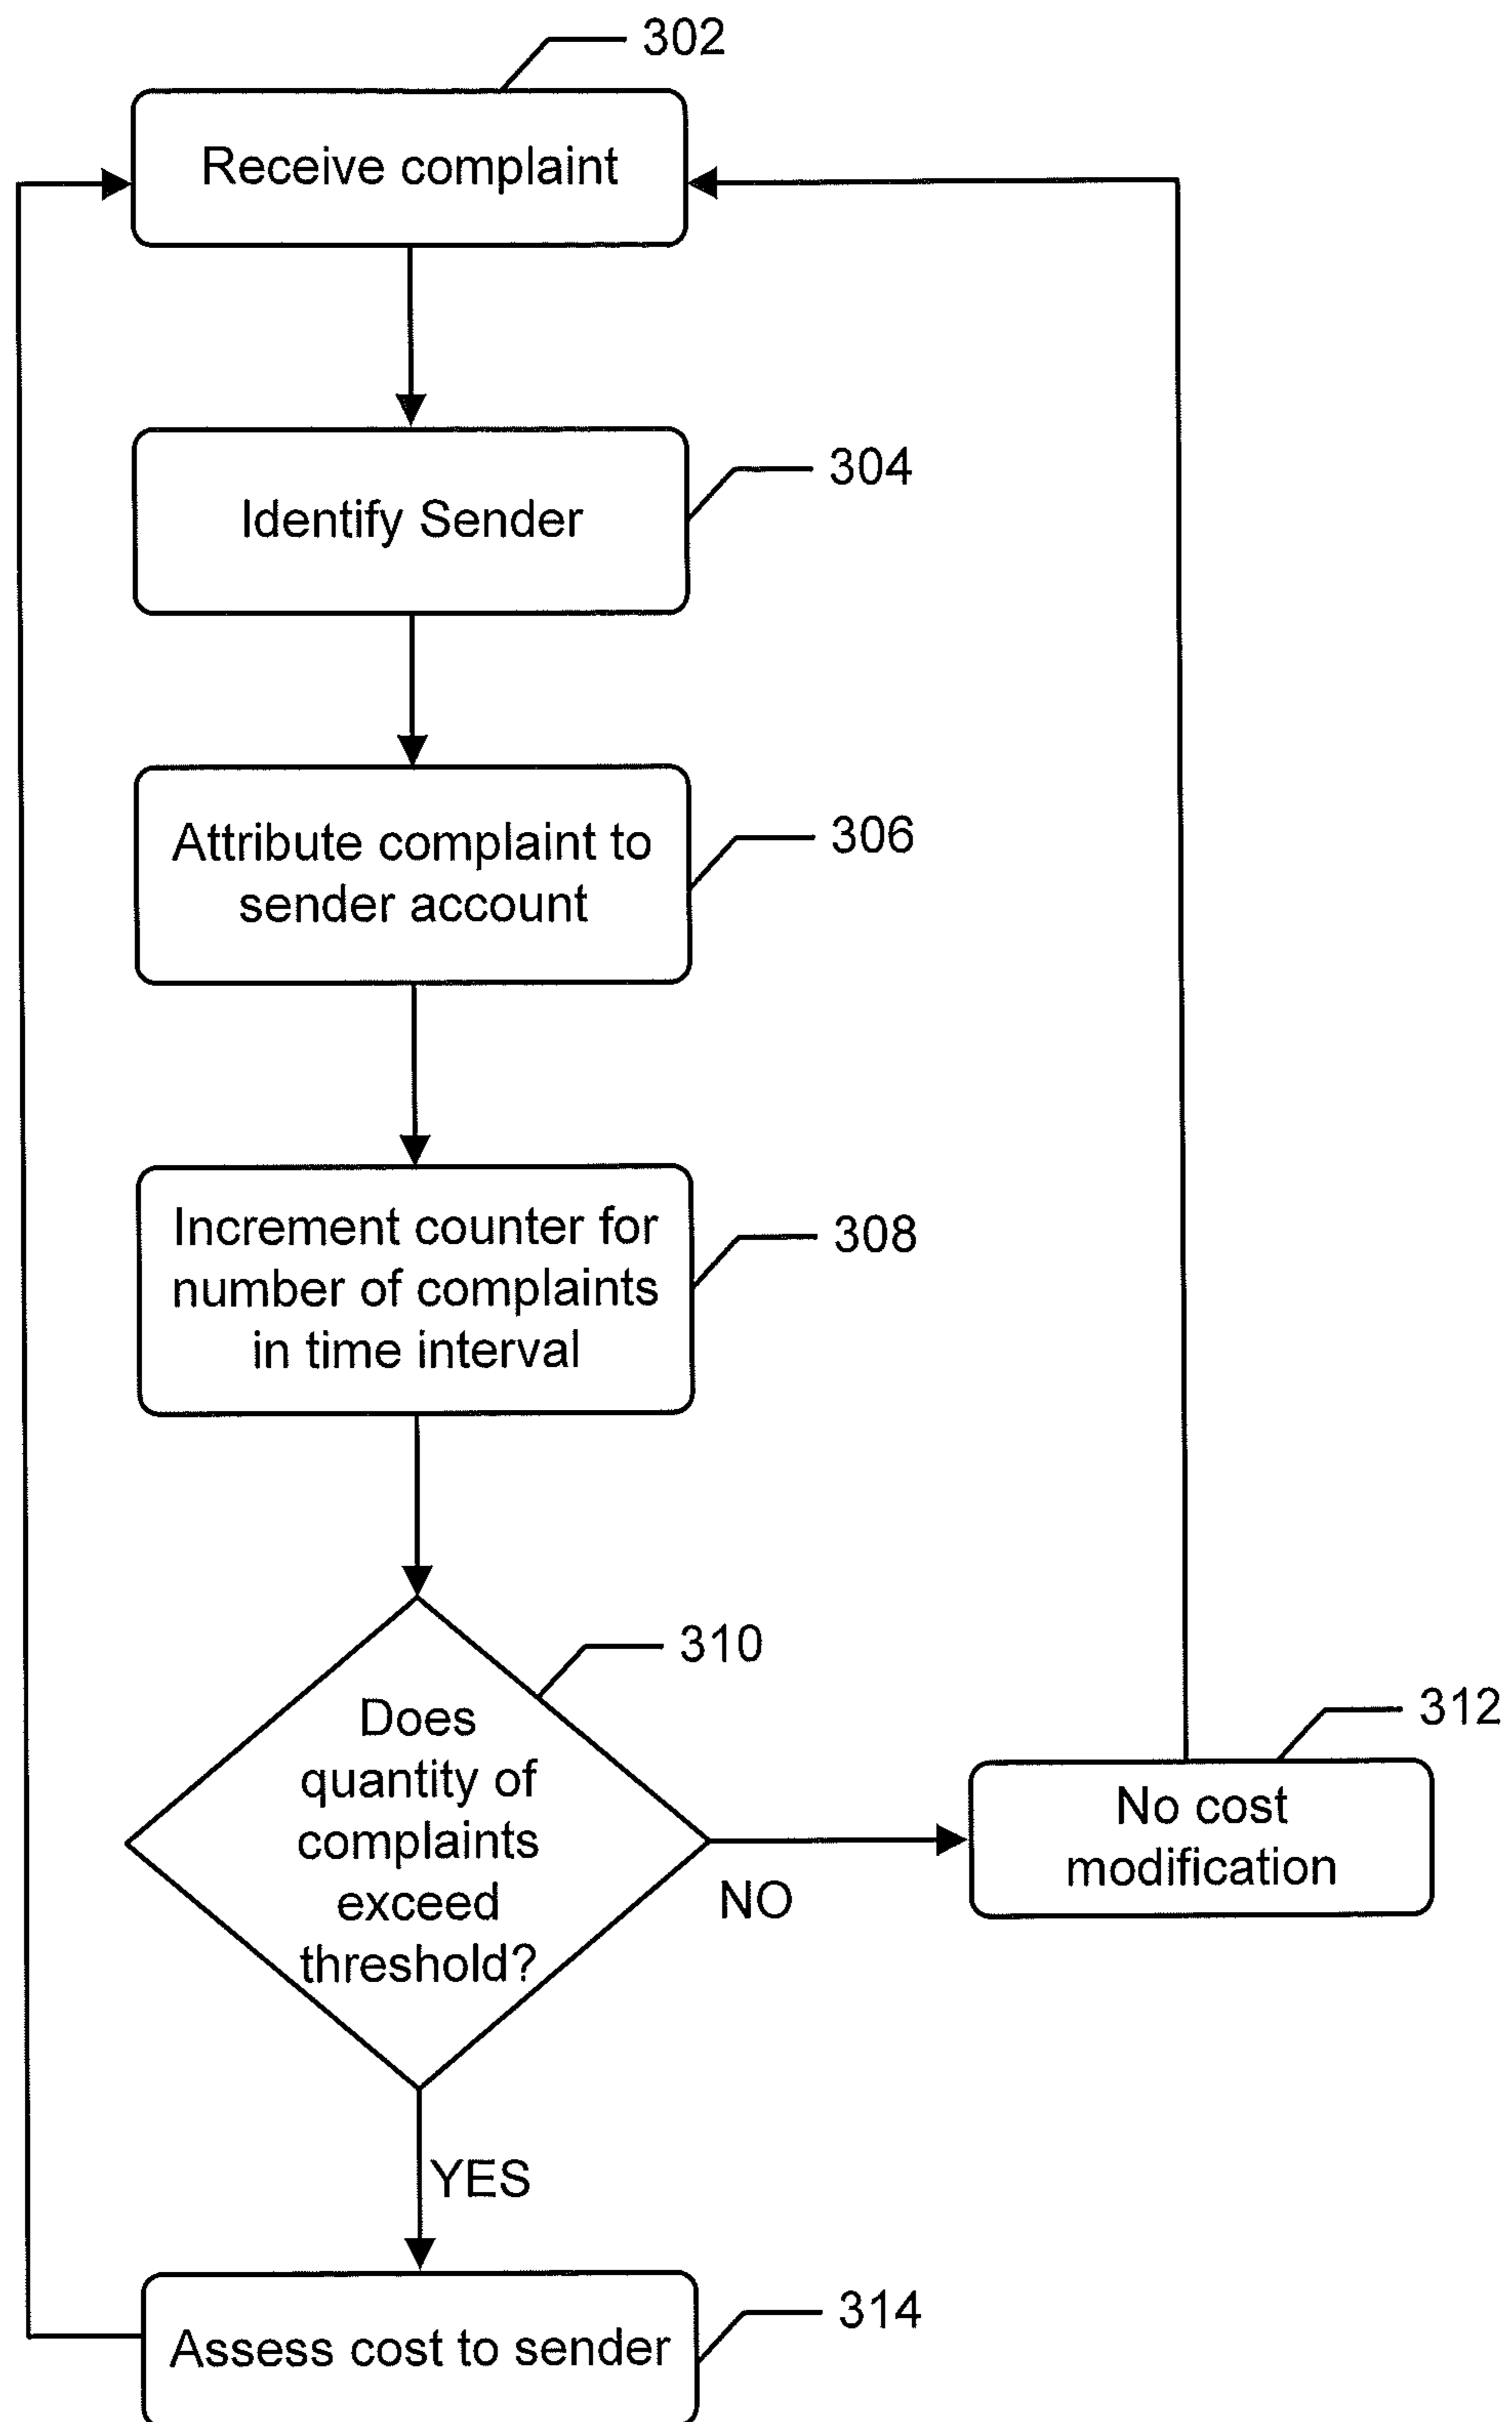 302
Receive complaint
304
Identify Sender
306
Attribute complaint to
sender account
308
Increment counter for
number of complaints
in time interval
310
Does
quantity of
complaints
exceed
threshold?
NO
312
No cost
modification
YES
314
Assess cost to sender